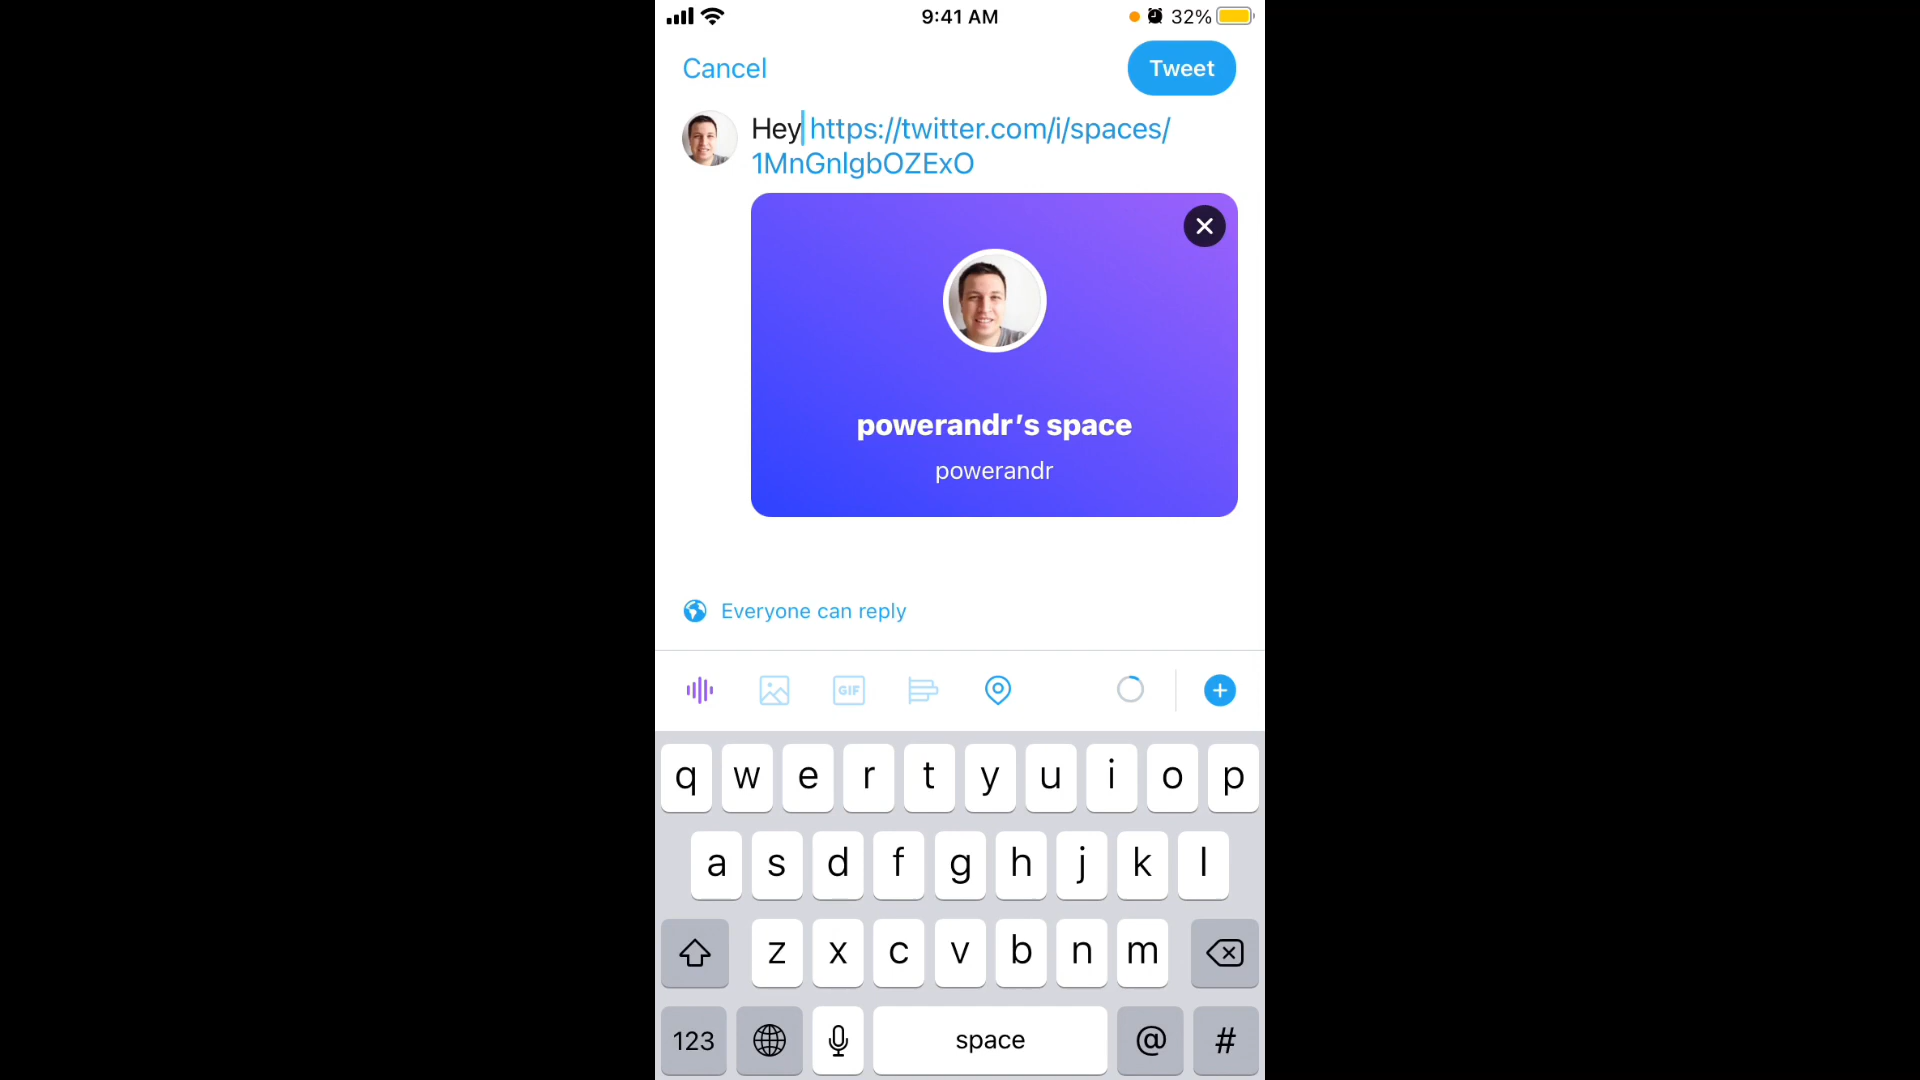 9:41 AM
32%
Cancel
Tweet
Hey https://twitter.com/i/spaces/
1MnGnlgbOZExO
powerandr's space
powerandr
Everyone can reply
GIF
q w e r t y u i o p
a s d f g h j k l
z x c v b n m
123 space @ #